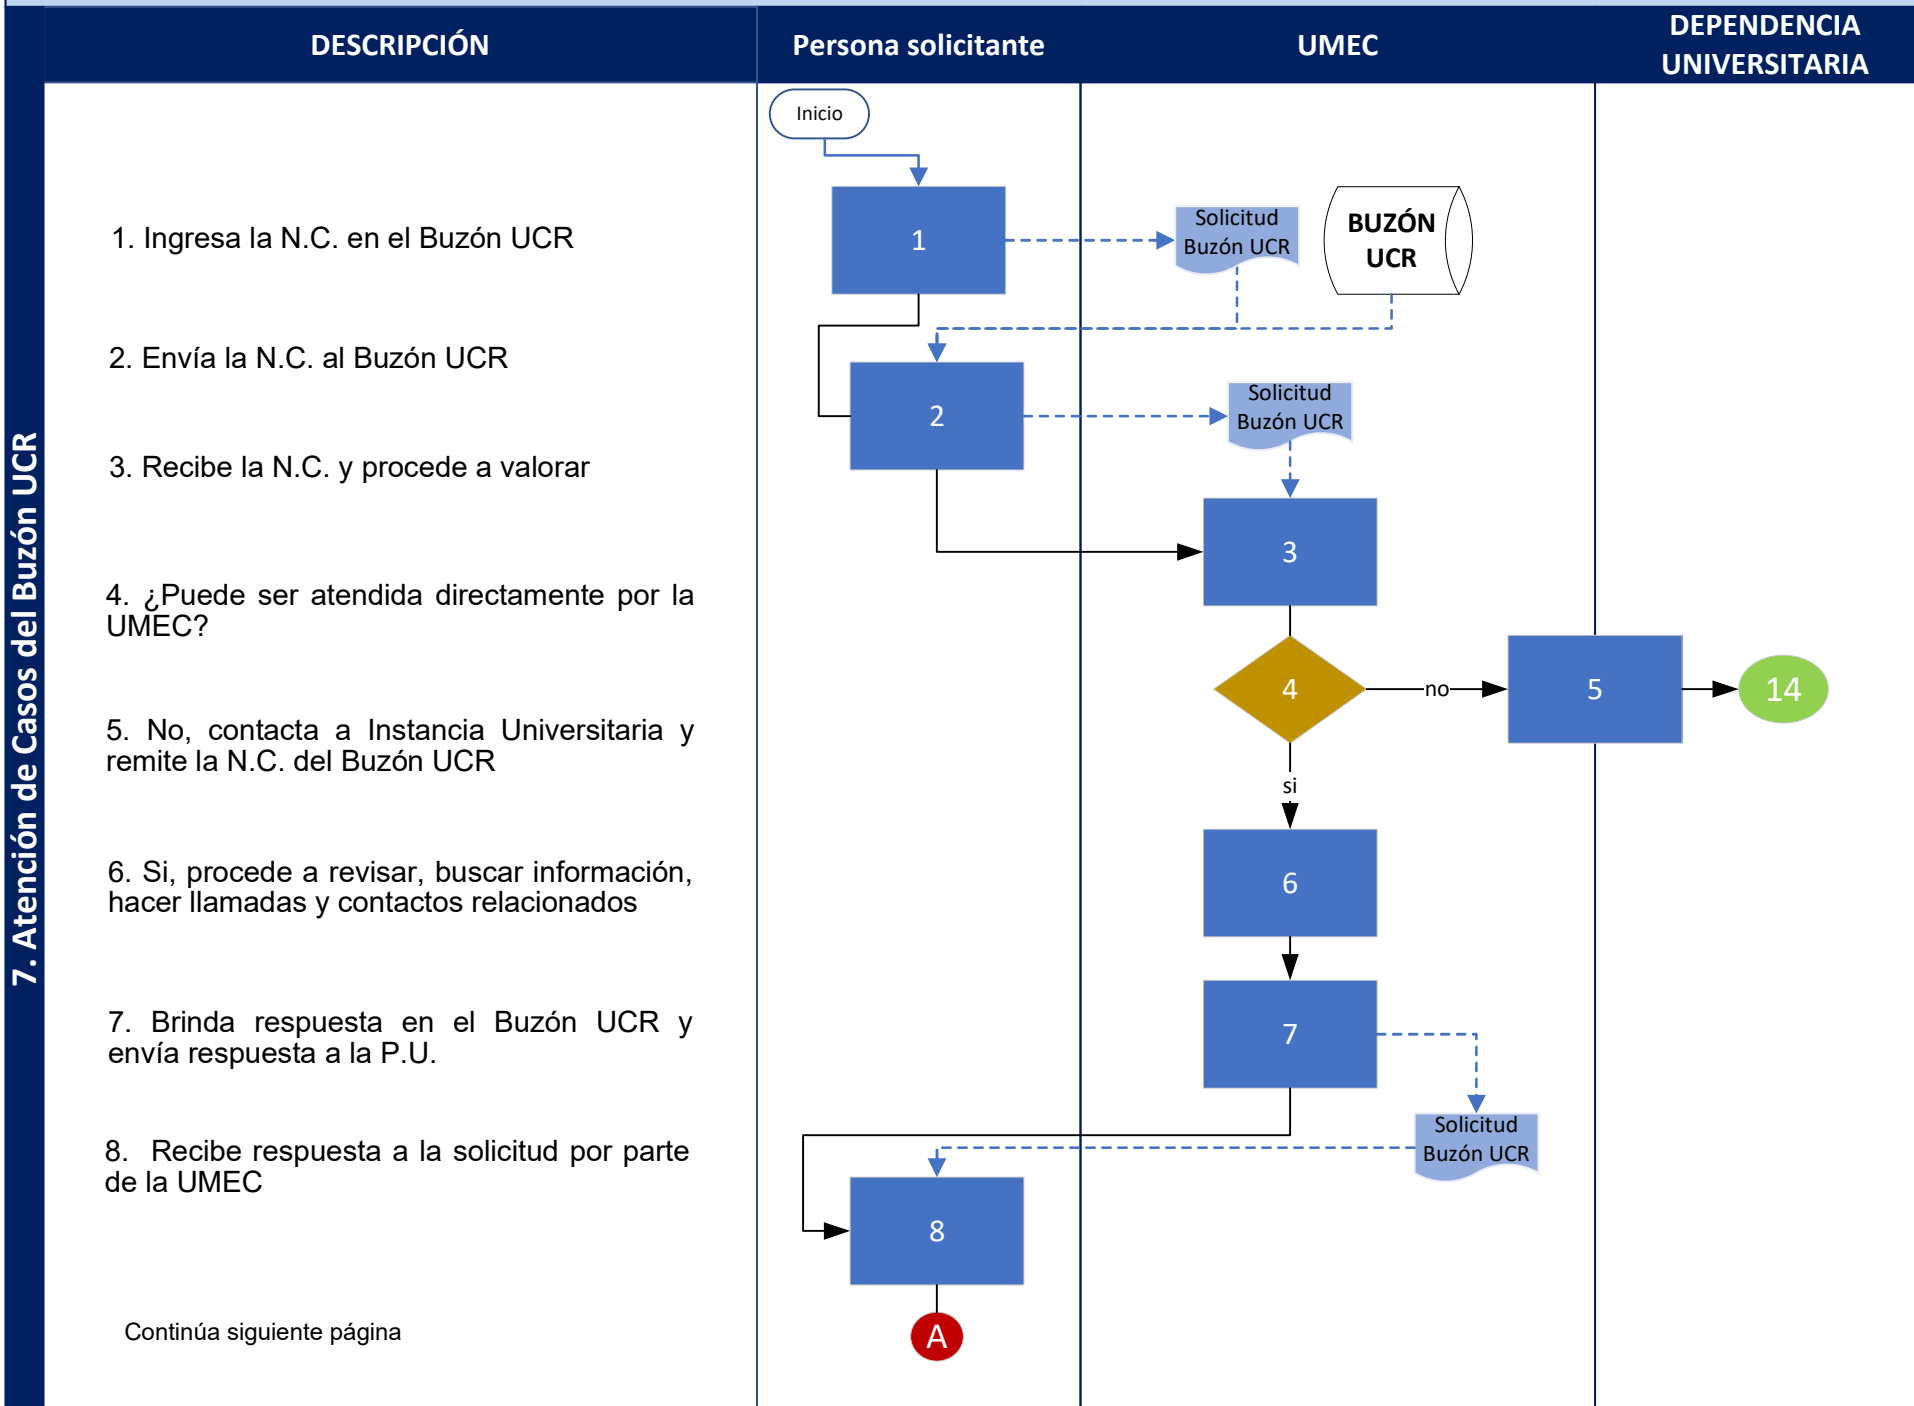 DESCRIPCIÓN
Persona solicitante
UMEC
DEPENDENCIA
UNIVERSITARIA
7. Atención de Casos del Buzón UCR
1. Ingresa la N.C. en el Buzón UCR
2. Envía la N.C. al Buzón UCR
3. Recibe la N.C. y procede a valorar
4. ¿Puede ser atendida directamente por la
UMEC?
5. No, contacta a Instancia Universitaria y
remite la N.C. del Buzón UCR
6. Si, procede a revisar, buscar información,
hacer llamadas y contactos relacionados
7. Brinda respuesta en el Buzón UCR y
envía respuesta a la P.U.
8. Recibe respuesta a la solicitud por parte
de la UMEC
Continúa siguiente página
Inicio
1
Solicitud
Buzón UCR
BUZÓN
UCR
2
Solicitud
Buzón UCR
3
4
no
5
14
si
6
7
Solicitud
Buzón UCR
8
A